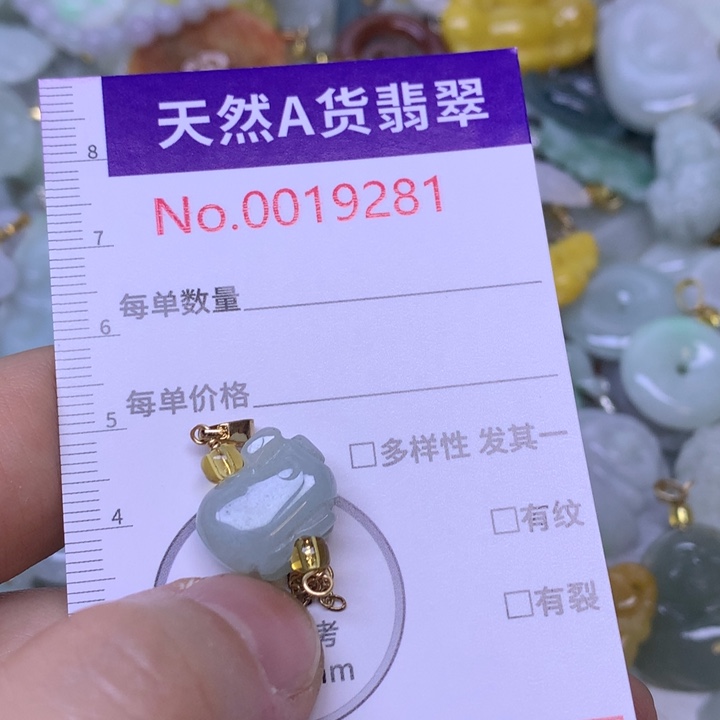 天然A货翡翠
No.0019281
8
7
每单数量
6
每单价格
5
□多样性 发其一
4
□有纹
□有裂
考